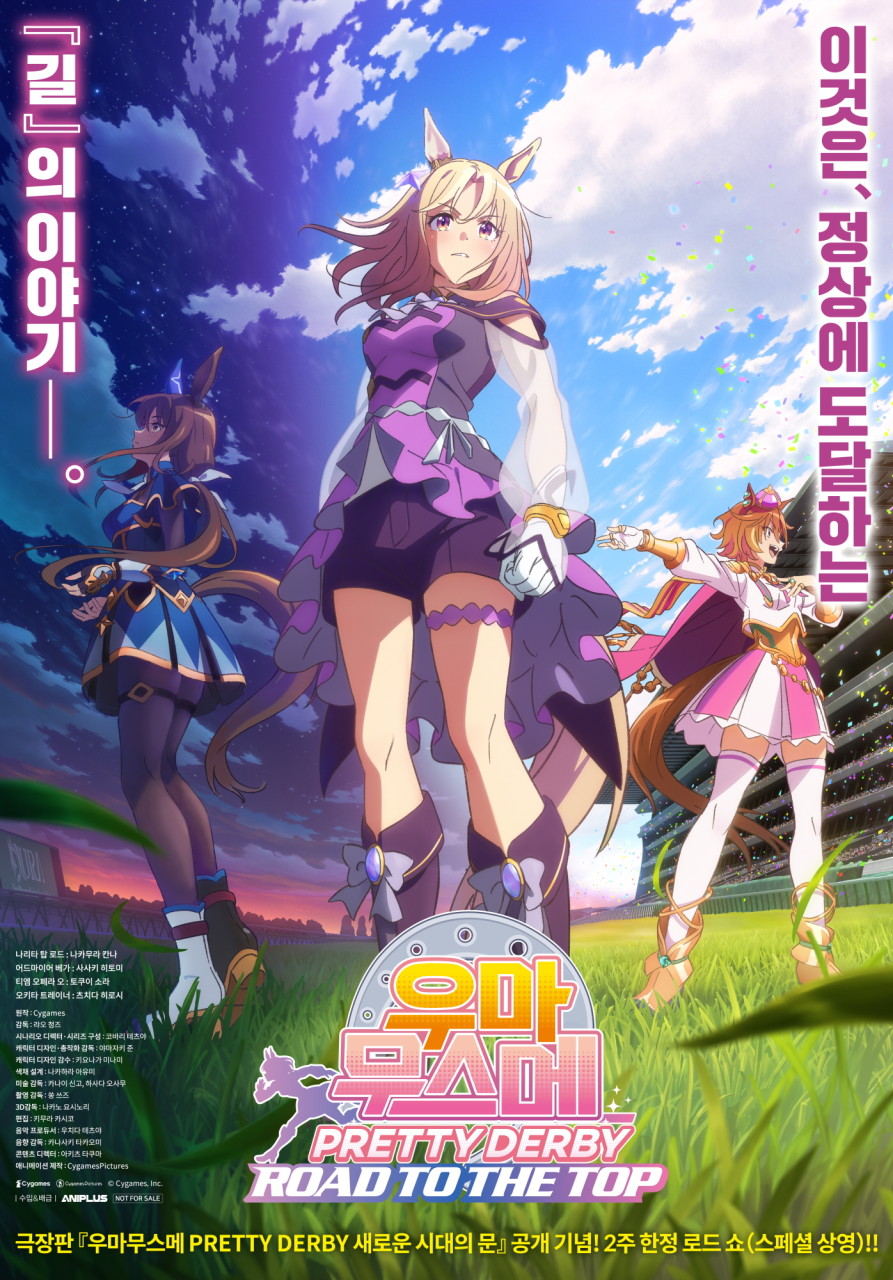 이것은, 정상에 도달하는
『길』의 이야기—。
나리타 탑 로드 : 나카무라 칸나
어드마이어 베가 : 사사키 히토미
티엠 오페라 오 : 토쿠이 소라
오키타 트레이너 : 츠치다 히로시
원작 : Cygames
감독 : 랴오 청즈
시나리오 디렉터·시리즈 구성 : 코바리 테츠야
캐릭터 디자인·총작화 감독 : 야마자키 준
캐릭터 디자인 감수 : 키요나가 미나미
색채 설계 : 나카하라 아유미
미술 감독 : 카나이 신고, 하사다 오사무
촬영 감독 : 쑹 쓰즈
3D감독 : 나카노 요시노리
편집 : 키무라 카시코
음악 프로듀서 : 우치다 테츠야
음향 감독 : 키나사키 타카오미
콘텐츠 디렉터 : 아키츠 타쿠마
애니메이션 제작 : CygamesPictures
Cygames CygamesPictures © Cygames, Inc.
| 수입&배급 | ANIPLUS NOT FOR SALE
우마
무스메
PRETTY DERBY
ROAD TO THE TOP
극장판 『우마무스메 PRETTY DERBY 새로운 시대의 문』 공개 기념! 2주 한정 로드 쇼(스페셜 상영)!!